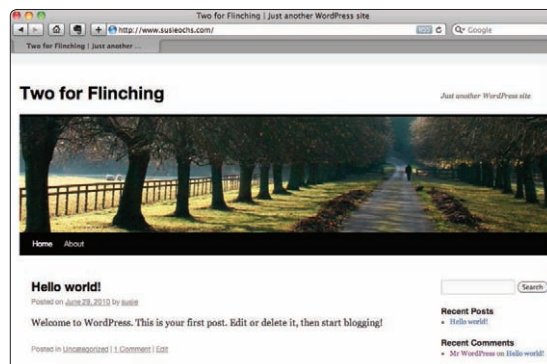 Two for Flinching | Just another WordPress site
http://www.susieochs.com/
RSS
Google
Two for Flinching | Just another ...
Two for Flinching
Just another WordPress site
Home About
Hello world!
Posted on June 29, 2010 by susie
Welcome to WordPress. This is your first post. Edit or delete it, then start blogging!
Posted in Uncategorized | 1 Comment | Edit
Search
Recent Posts
Hello world!
Recent Comments
Mr WordPress on Hello world!